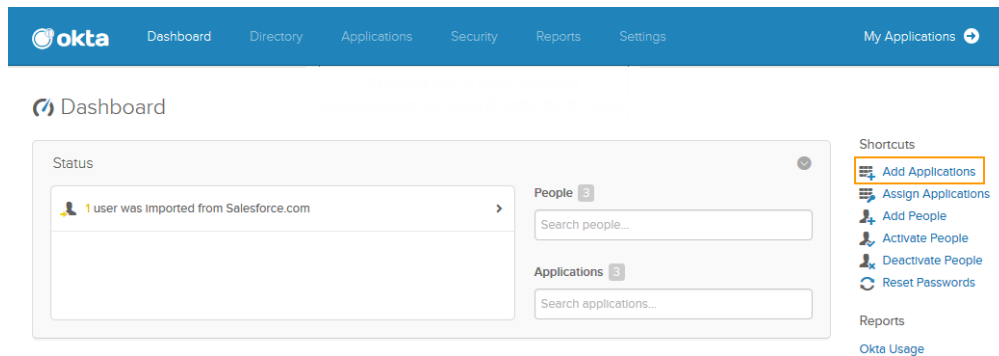 okta Dashboard Directory Applications Security Reports Settings My Applications
Dashboard
Status
1 user was imported from Salesforce.com
People 3
Search people...
Applications 3
Search applications...
Shortcuts
Add Applications
Assign Applications
Add People
Activate People
Deactivate People
Reset Passwords
Reports
Okta Usage